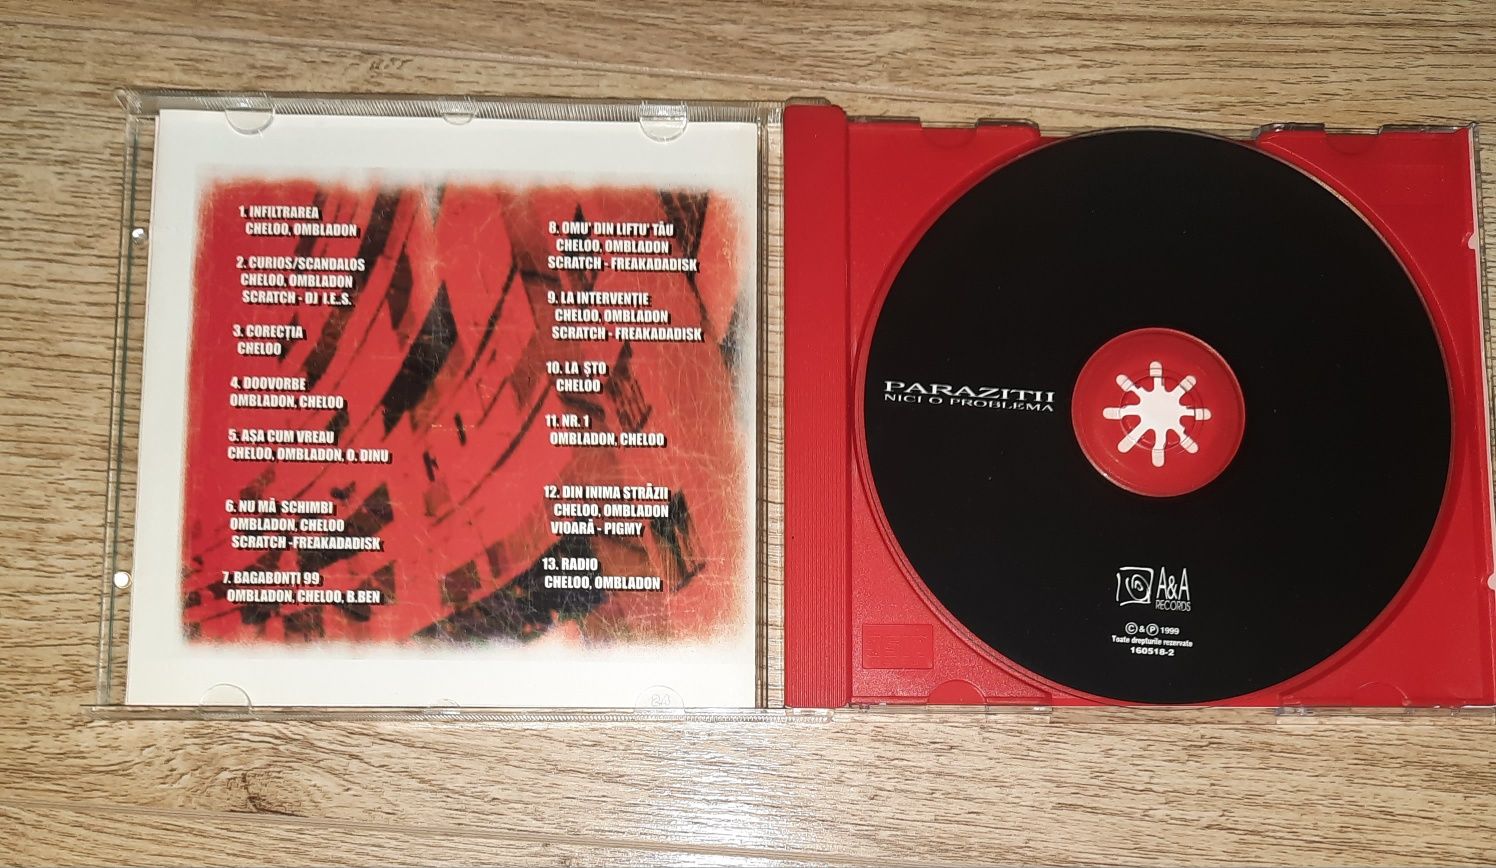 1. INFILTRAREA
CHELOO, OMBLADON
2. CURIOS/SCANDALOS
CHELOO, OMBLADON
SCRATCH - DJ I.E.S.
3. CORECȚIA
CHELOO
4. DOOVORBE
OMBLADON, CHELOO
5. AȘA CUM VREAU
CHELOO, OMBLADON, O. DINU
6. NU MĂ SCHIMBI
OMBLADON, CHELOO
SCRATCH -FREAKADADISK
7. BAGABONȚI 99
OMBLADON, CHELOO, B.BEN
8. OMU' DIN LIFTU' TĂU
CHELOO, OMBLADON
SCRATCH - FREAKADADISK
9. LA INTERVENȚIE
CHELOO, OMBLADON
SCRATCH - FREAKADADISK
10. LA ȘTO
CHELOO
11. NR. 1
OMBLADON, CHELOO
12. DIN INIMA STRĂZII
CHELOO, OMBLADON
VIOARĂ - PIGMY
13. RADIO
CHELOO, OMBLADON
PARAZITII
NICI O PROBLEMA
A&A
RECORDS
© & ℗ 1999
Toate drepturile rezervate
160518-2